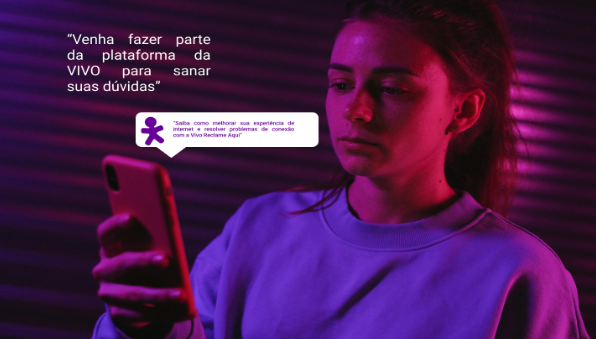 “Venha fazer parte
da plataforma da
VIVO para sanar
suas dúvidas”
"Saiba como melhorar sua experiência de
internet e resolver problemas de conexão
com a Vivo Reclame Aqui"